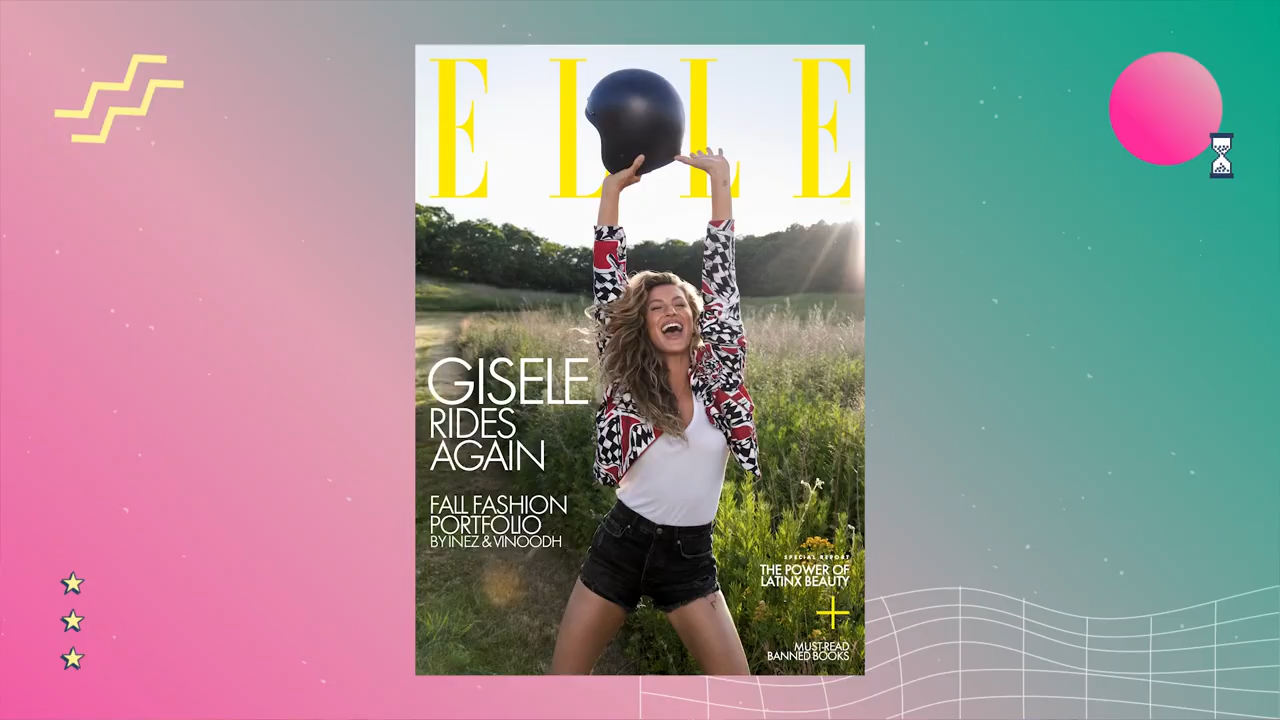 ELLE
GISELE
RIDES
AGAIN
FALL FASHION
PORTFOLIO
BY INEZ & VINOODH
SPECIAL REPORT
THE POWER OF
LATINX BEAUTY
+
MUST-READ
BANNED BOOKS